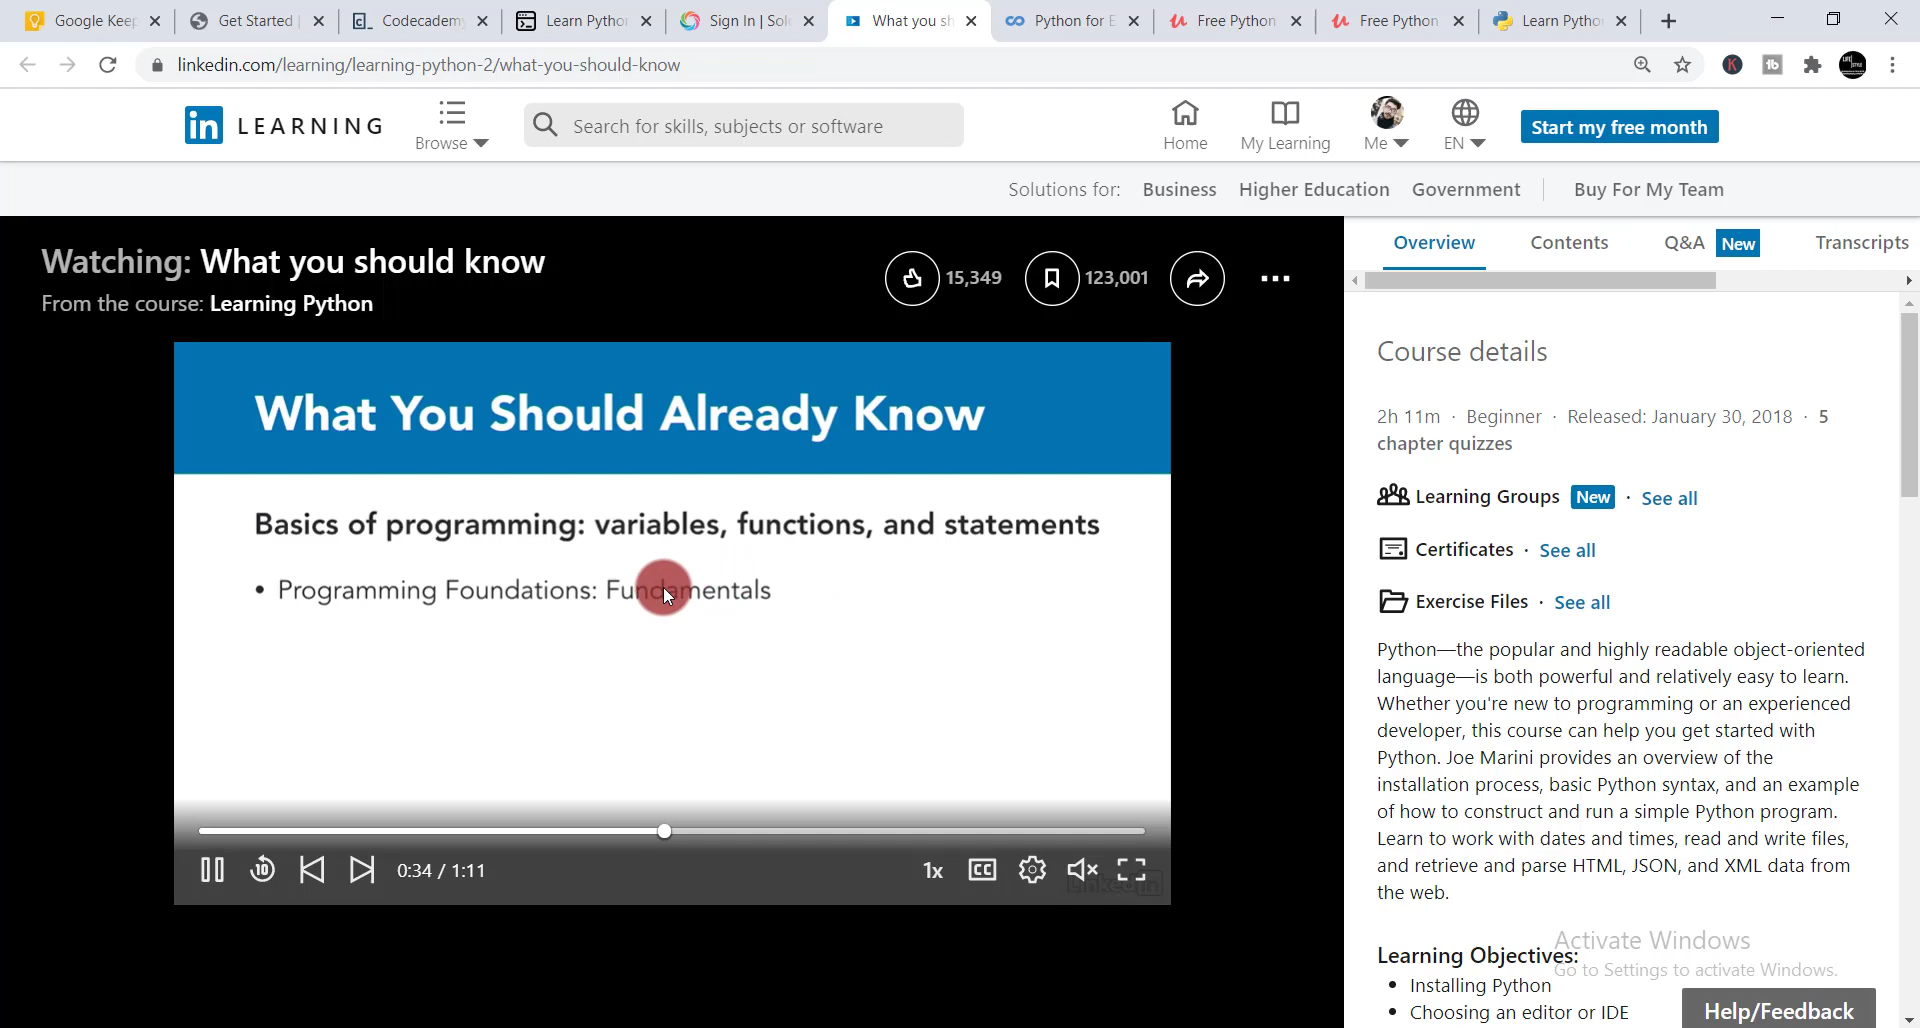 Google Keep
Get Started
Codecademy
Learn Python
Sign In | Solo
What you sh
Python for E
Free Python
Free Python
Learn Python
linkedin.com/learning/learning-python-2/what-you-should-know
in LEARNING
Browse
Search for skills, subjects or software
Home
My Learning
Me
EN
Start my free month
Solutions for: Business Higher Education Government Buy For My Team
Watching: What you should know
From the course: Learning Python
15,349
123,001
Overview Contents Q&A New Transcripts
What You Should Already Know
Basics of programming: variables, functions, and statements
• Programming Foundations: Fundamentals
10
0:34 / 1:11
1x
CC
LinkedIn
Course details
2h 11m · Beginner · Released: January 30, 2018 · 5
chapter quizzes
Learning Groups New · See all
Certificates · See all
Exercise Files · See all
Python—the popular and highly readable object-oriented
language—is both powerful and relatively easy to learn.
Whether you're new to programming or an experienced
developer, this course can help you get started with
Python. Joe Marini provides an overview of the
installation process, basic Python syntax, and an example
of how to construct and run a simple Python program.
Learn to work with dates and times, read and write files,
and retrieve and parse HTML, JSON, and XML data from
the web.
Learning Objectives:
• Installing Python
• Choosing an editor or IDE
Activate Windows
Go to Settings to activate Windows.
Help/Feedback